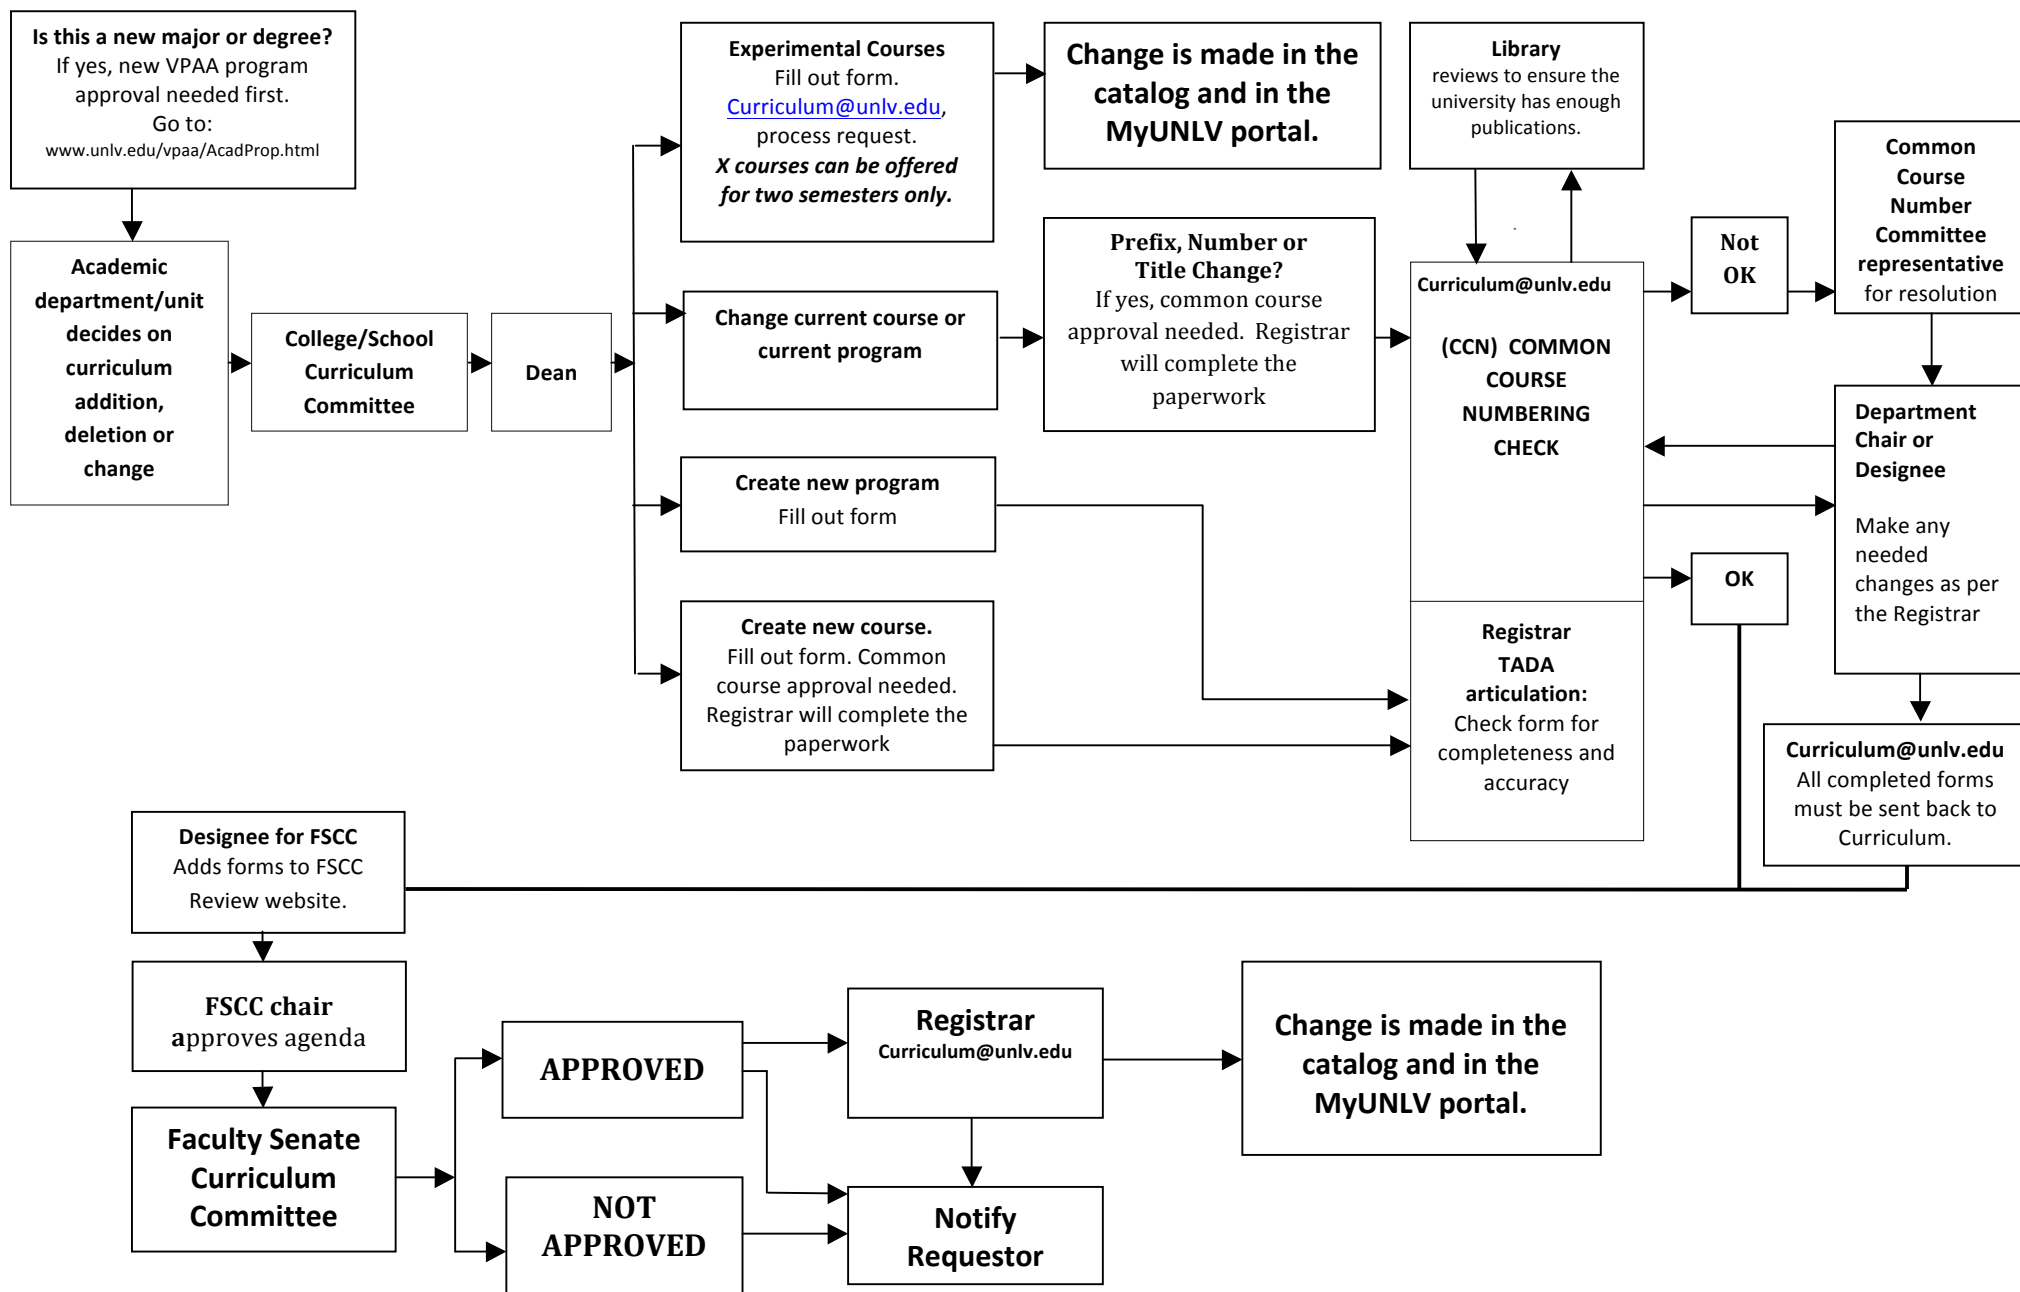 Is this a new major or degree?
If yes, new VPAA program
approval needed first.
Go to:
www.unlv.edu/vpaa/AcadProp.html
Academic
department/unit
decides on
curriculum
addition,
deletion or
change
College/School
Curriculum
Committee
Dean
Experimental Courses
Fill out form.
Curriculum@unlv.edu,
process request.
X courses can be offered
for two semesters only.
Change is made in the
catalog and in the
MyUNLV portal.
Change current course or
current program
Prefix, Number or
Title Change?
If yes, common course
approval needed. Registrar
will complete the
paperwork
Create new program
Fill out form
Create new course.
Fill out form. Common
course approval needed.
Registrar will complete the
paperwork
Library
reviews to ensure the
university has enough
publications.
Curriculum@unlv.edu
(CCN) COMMON
COURSE
NUMBERING
CHECK
Registrar
TADA
articulation:
Check form for
completeness and
accuracy
Not
OK
OK
Common
Course
Number
Committee
representative
for resolution
Department
Chair or
Designee
Make any
needed
changes as per
the Registrar
Curriculum@unlv.edu
All completed forms
must be sent back to
Curriculum.
Designee for FSCC
Adds forms to FSCC
Review website.
FSCC chair
approves agenda
Faculty Senate
Curriculum
Committee
APPROVED
NOT
APPROVED
Registrar
Curriculum@unlv.edu
Notify
Requestor
Change is made in the
catalog and in the
MyUNLV portal.